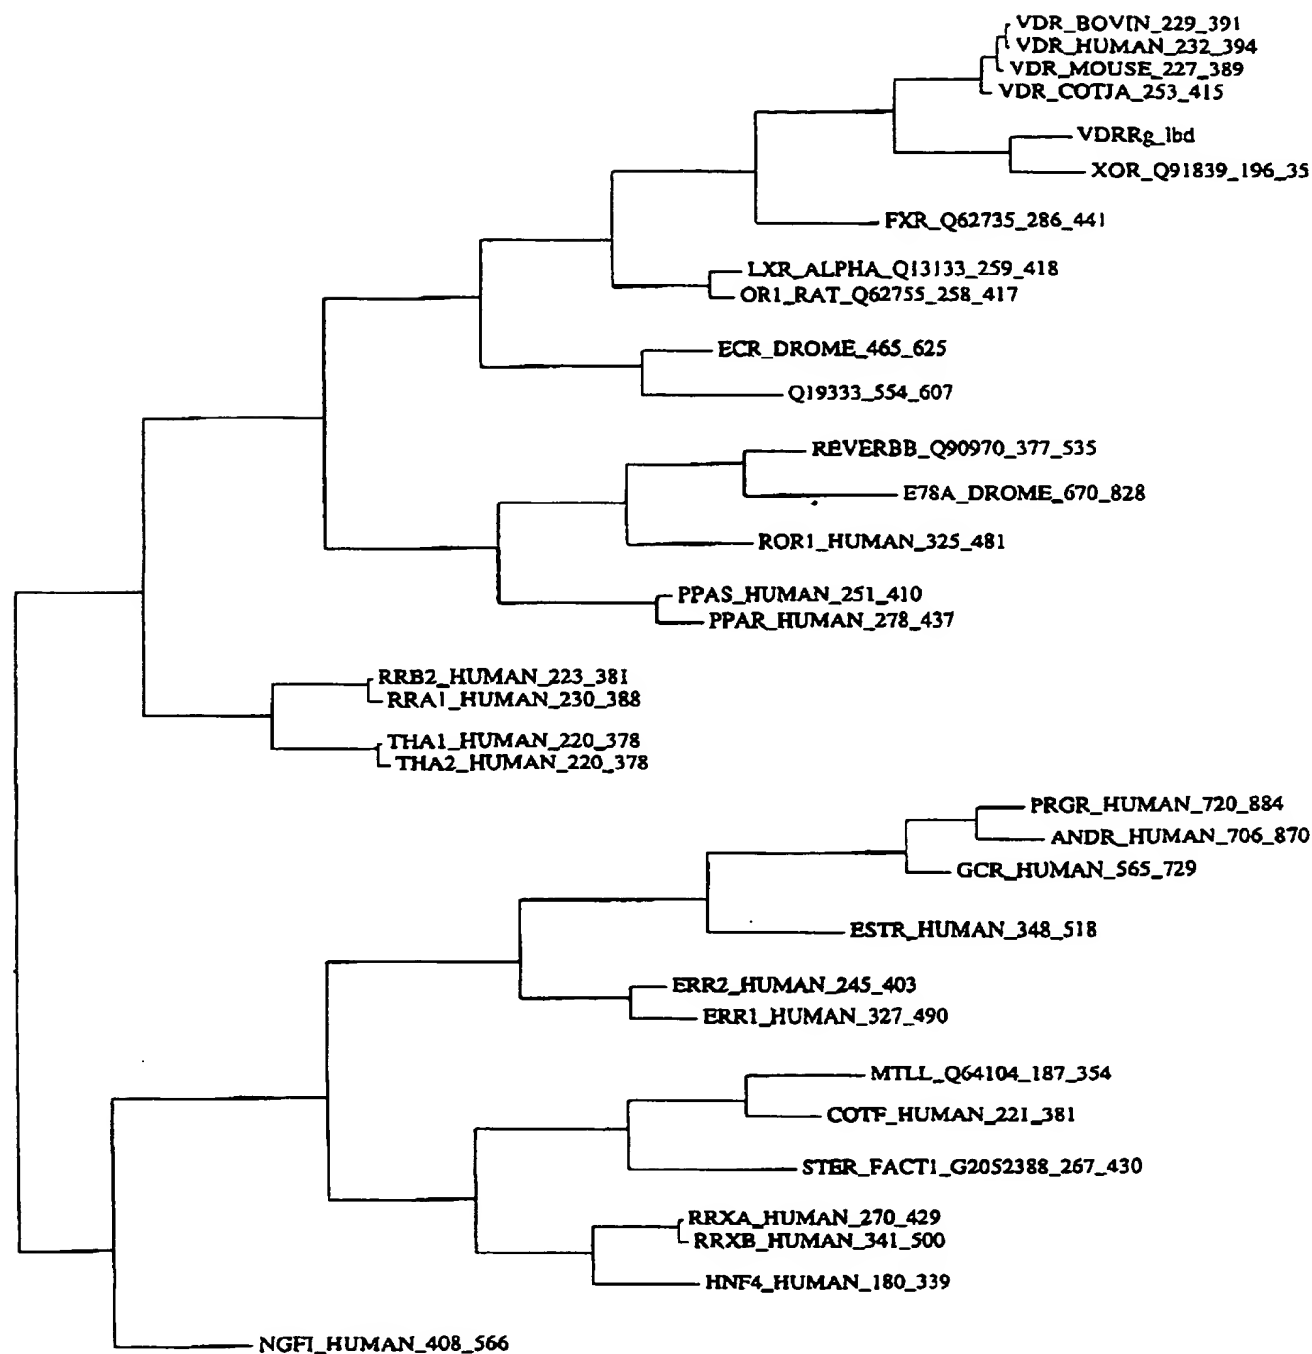 VDR_BOVIN_229_391
VDR_HUMAN_232_394
VDR_MOUSE_227_389
VDR_COTJA_253_415
VDRRg_lbd
XOR_Q91839_196_35
FXR_Q62735_286_441
LXR_ALPHA_Q13133_259_418
OR1_RAT_Q62755_258_417
ECR_DROME_465_625
Q19333_554_607
REVERBB_Q90970_377_535
E78A_DROME_670_828
ROR1_HUMAN_325_481
PPAS_HUMAN_251_410
PPAR_HUMAN_278_437
RRB2_HUMAN_223_381
RRA1_HUMAN_230_388
THA1_HUMAN_220_378
THA2_HUMAN_220_378
PRGR_HUMAN_720_884
ANDR_HUMAN_706_870
GCR_HUMAN_565_729
ESTR_HUMAN_348_518
ERR2_HUMAN_245_403
ERR1_HUMAN_327_490
MTLL_Q64104_187_354
COTF_HUMAN_221_381
STER_FACT1_G2052388_267_430
RRXA_HUMAN_270_429
RRXB_HUMAN_341_500
HNF4_HUMAN_180_339
NGFI_HUMAN_408_566